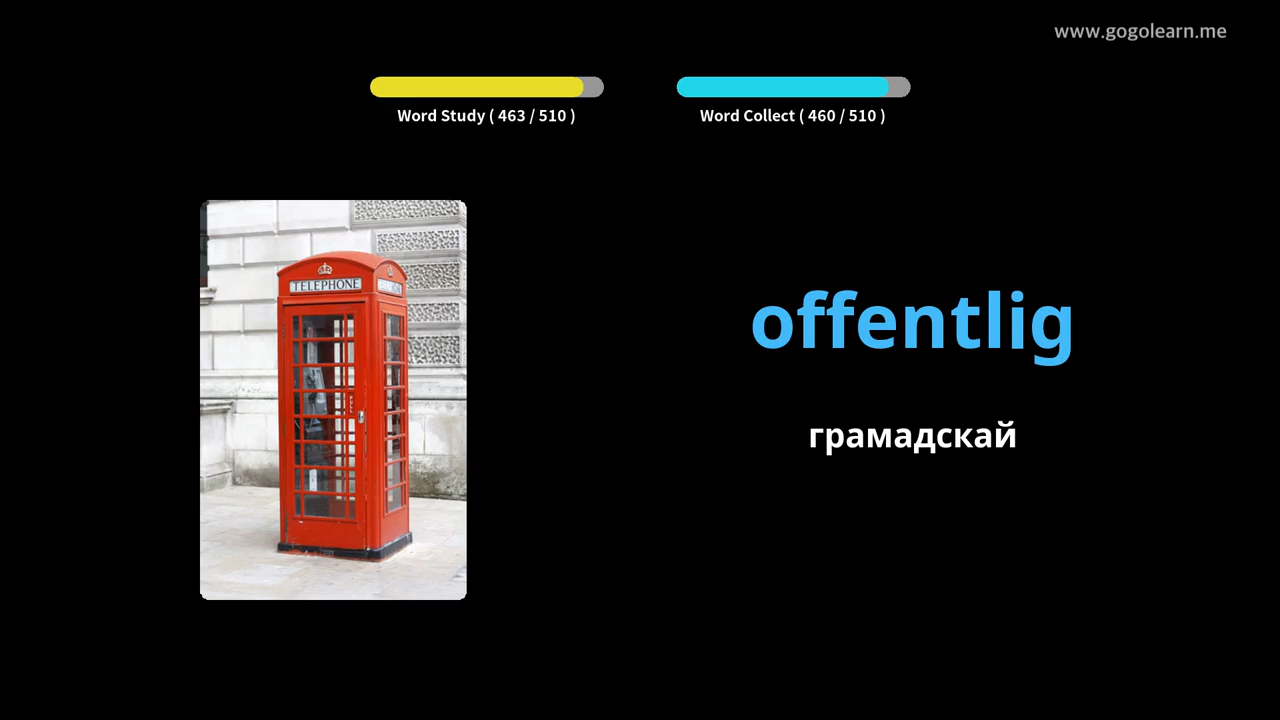 www.gogolearn.me
Word Study ( 463 / 510 )
Word Collect ( 460 / 510 )
TELEPHONE
offentlig
грамадскай